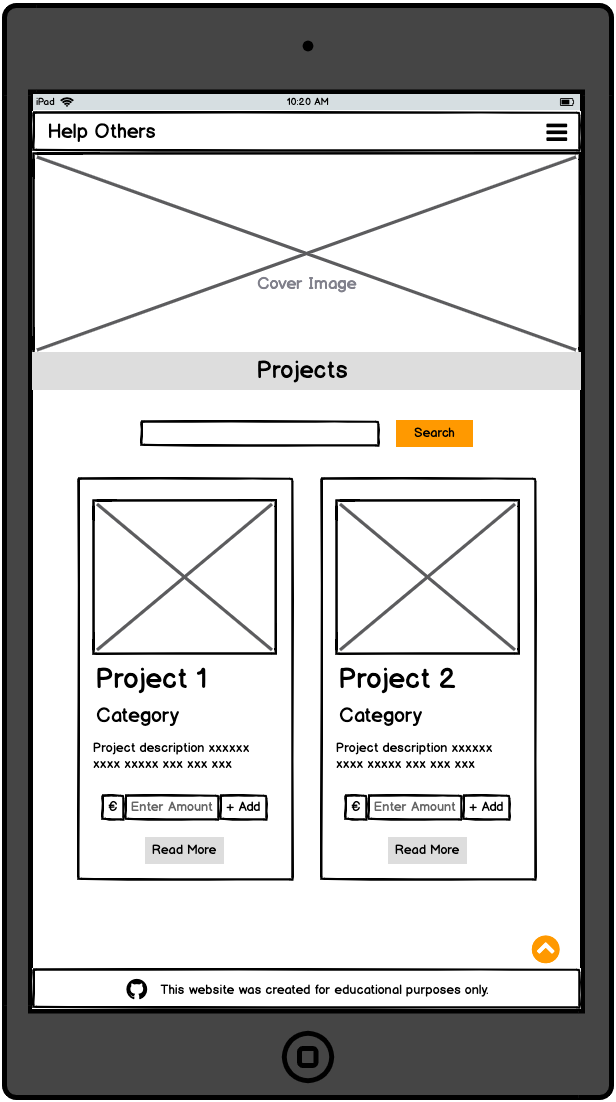 iPad 10:20 AM
Help Others
Cover Image
Projects
Search
Project 1
Category
Project description xxxxxx
xxxx xxxxx xxx xxx xxx
€ Enter Amount + Add
Read More
Project 2
Category
Project description xxxxxx
xxxx xxxxx xxx xxx xxx
€ Enter Amount + Add
Read More
This website was created for educational purposes only.